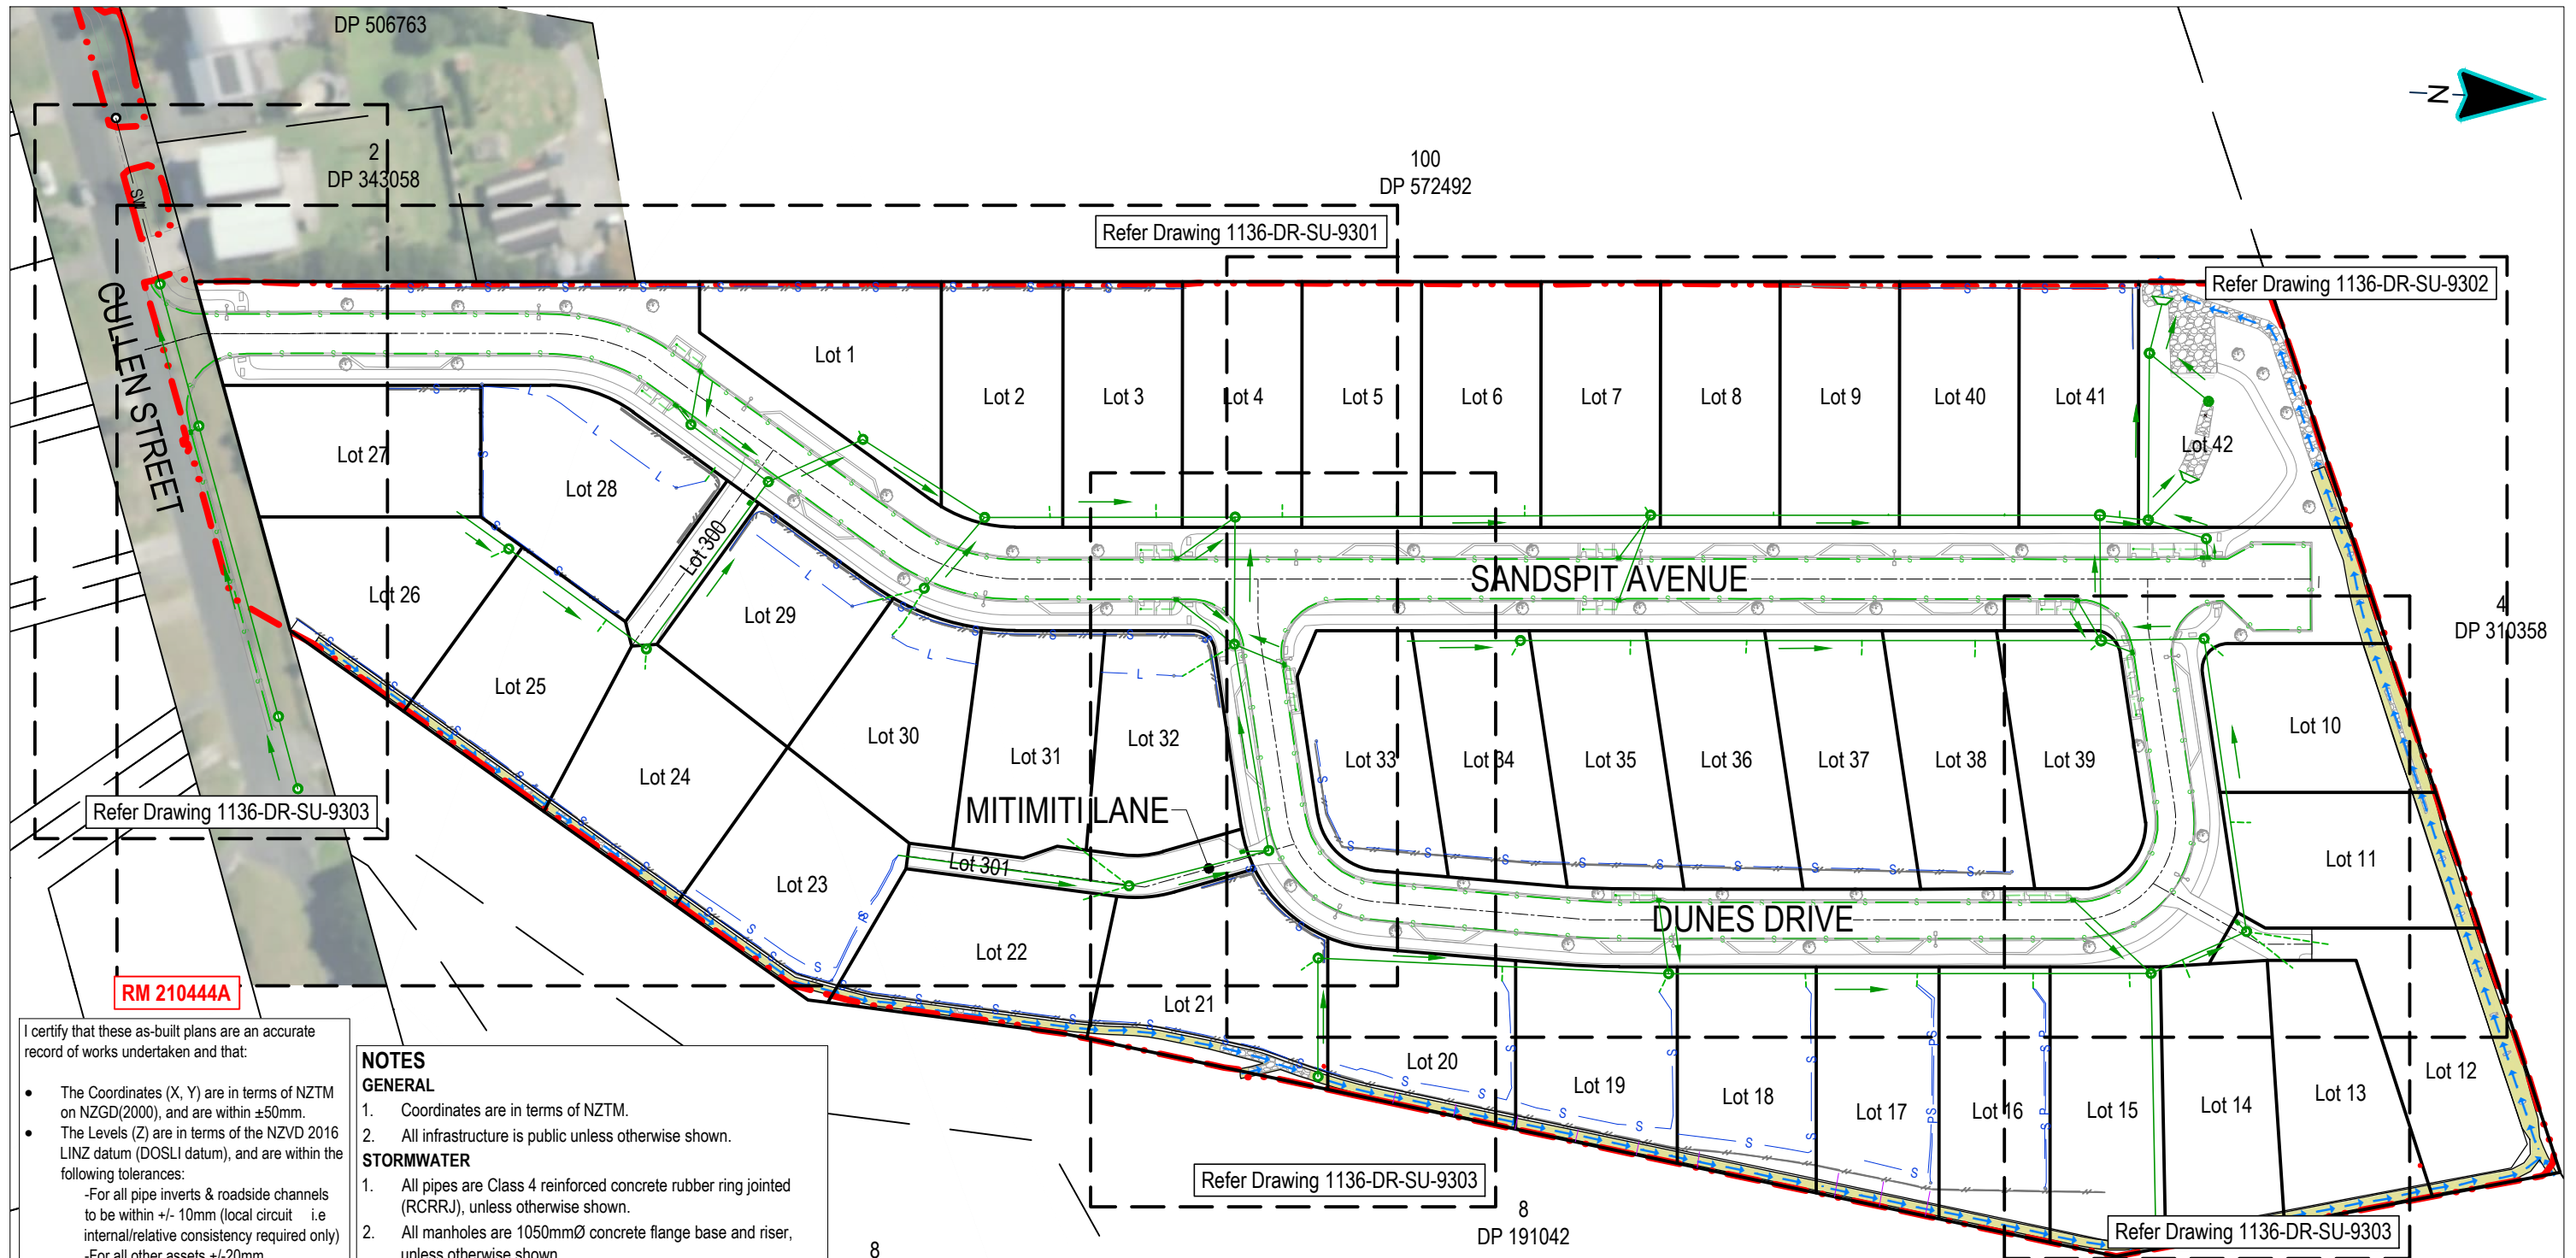 DP 506763
2
DP 343058
100
DP 572492
N
Refer Drawing 1136-DR-SU-9301
Refer Drawing 1136-DR-SU-9302
SW
CULLEN STREET
Lot 1
Lot 2
Lot 3
Lot 4
Lot 5
Lot 6
Lot 7
Lot 8
Lot 9
Lot 40
Lot 41
Lot 42
Lot 27
Lot 28
Lot 300
Lot 26
Lot 29
SANDSPIT AVENUE
4
DP 310358
Lot 25
Lot 24
Lot 30
Lot 31
Lot 32
Lot 33
Lot 34
Lot 35
Lot 36
Lot 37
Lot 38
Lot 39
Lot 10
MITIMITI LANE
Refer Drawing 1136-DR-SU-9303
Lot 23
Lot 301
Lot 11
DUNES DRIVE
Lot 22
Lot 21
Lot 20
Lot 19
Lot 18
Lot 17
Lot 16
Lot 15
Lot 14
Lot 13
Lot 12
RM 210444A
I certify that these as-built plans are an accurate
record of works undertaken and that:
• The Coordinates (X, Y) are in terms of NZTM
on NZGD(2000), and are within ±50mm.
• The Levels (Z) are in terms of the NZVD 2016
LINZ datum (DOSLI datum), and are within the
following tolerances:
-For all pipe inverts & roadside channels
to be within +/- 10mm (local circuit i.e
internal/relative consistency required only)
-For all other assets +/-20mm
NOTES
GENERAL
1. Coordinates are in terms of NZTM.
2. All infrastructure is public unless otherwise shown.
STORMWATER
1. All pipes are Class 4 reinforced concrete rubber ring jointed
(RCRRJ), unless otherwise shown.
2. All manholes are 1050mmØ concrete flange base and riser,
unless otherwise shown
8
Refer Drawing 1136-DR-SU-9303
8
DP 191042
Refer Drawing 1136-DR-SU-9303